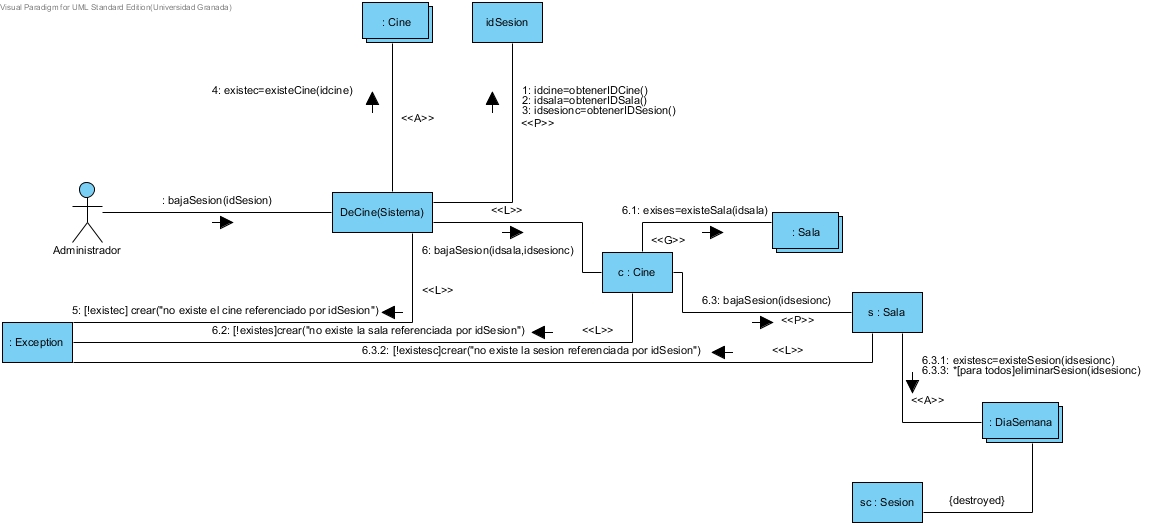 Visual Paradigm for UML Standard Edition(Universidad Granada)
: Cine
idSesion
4: existec=existeCine(idcine)
1: idcine=obtenerIDCine()
2: idsala=obtenerIDSala()
3: idsesionc=obtenerIDSesion()
<<A>>
<<P>>
: bajaSesion(idSesion)
DeCine(Sistema)
<<L>>
Administrador
6: bajaSesion(idsala,idsesionc)
6.1: exises=existeSala(idsala)
<<G>>
: Sala
c : Cine
<<L>>
5: [!existec] crear("no existe el cine referenciado por idSesion")
6.3: bajaSesion(idsesionc)
<<P>>
s : Sala
: Exception
6.2: [!existes]crear("no existe la sala referenciada por idSesion")
<<L>>
6.3.2: [!existesc]crear("no existe la sesion referenciada por idSesion")
<<L>>
6.3.1: existesc=existeSesion(idsesionc)
6.3.3: *[para todos]eliminarSesion(idsesionc)
<<A>>
: DiaSemana
sc : Sesion
{destroyed}